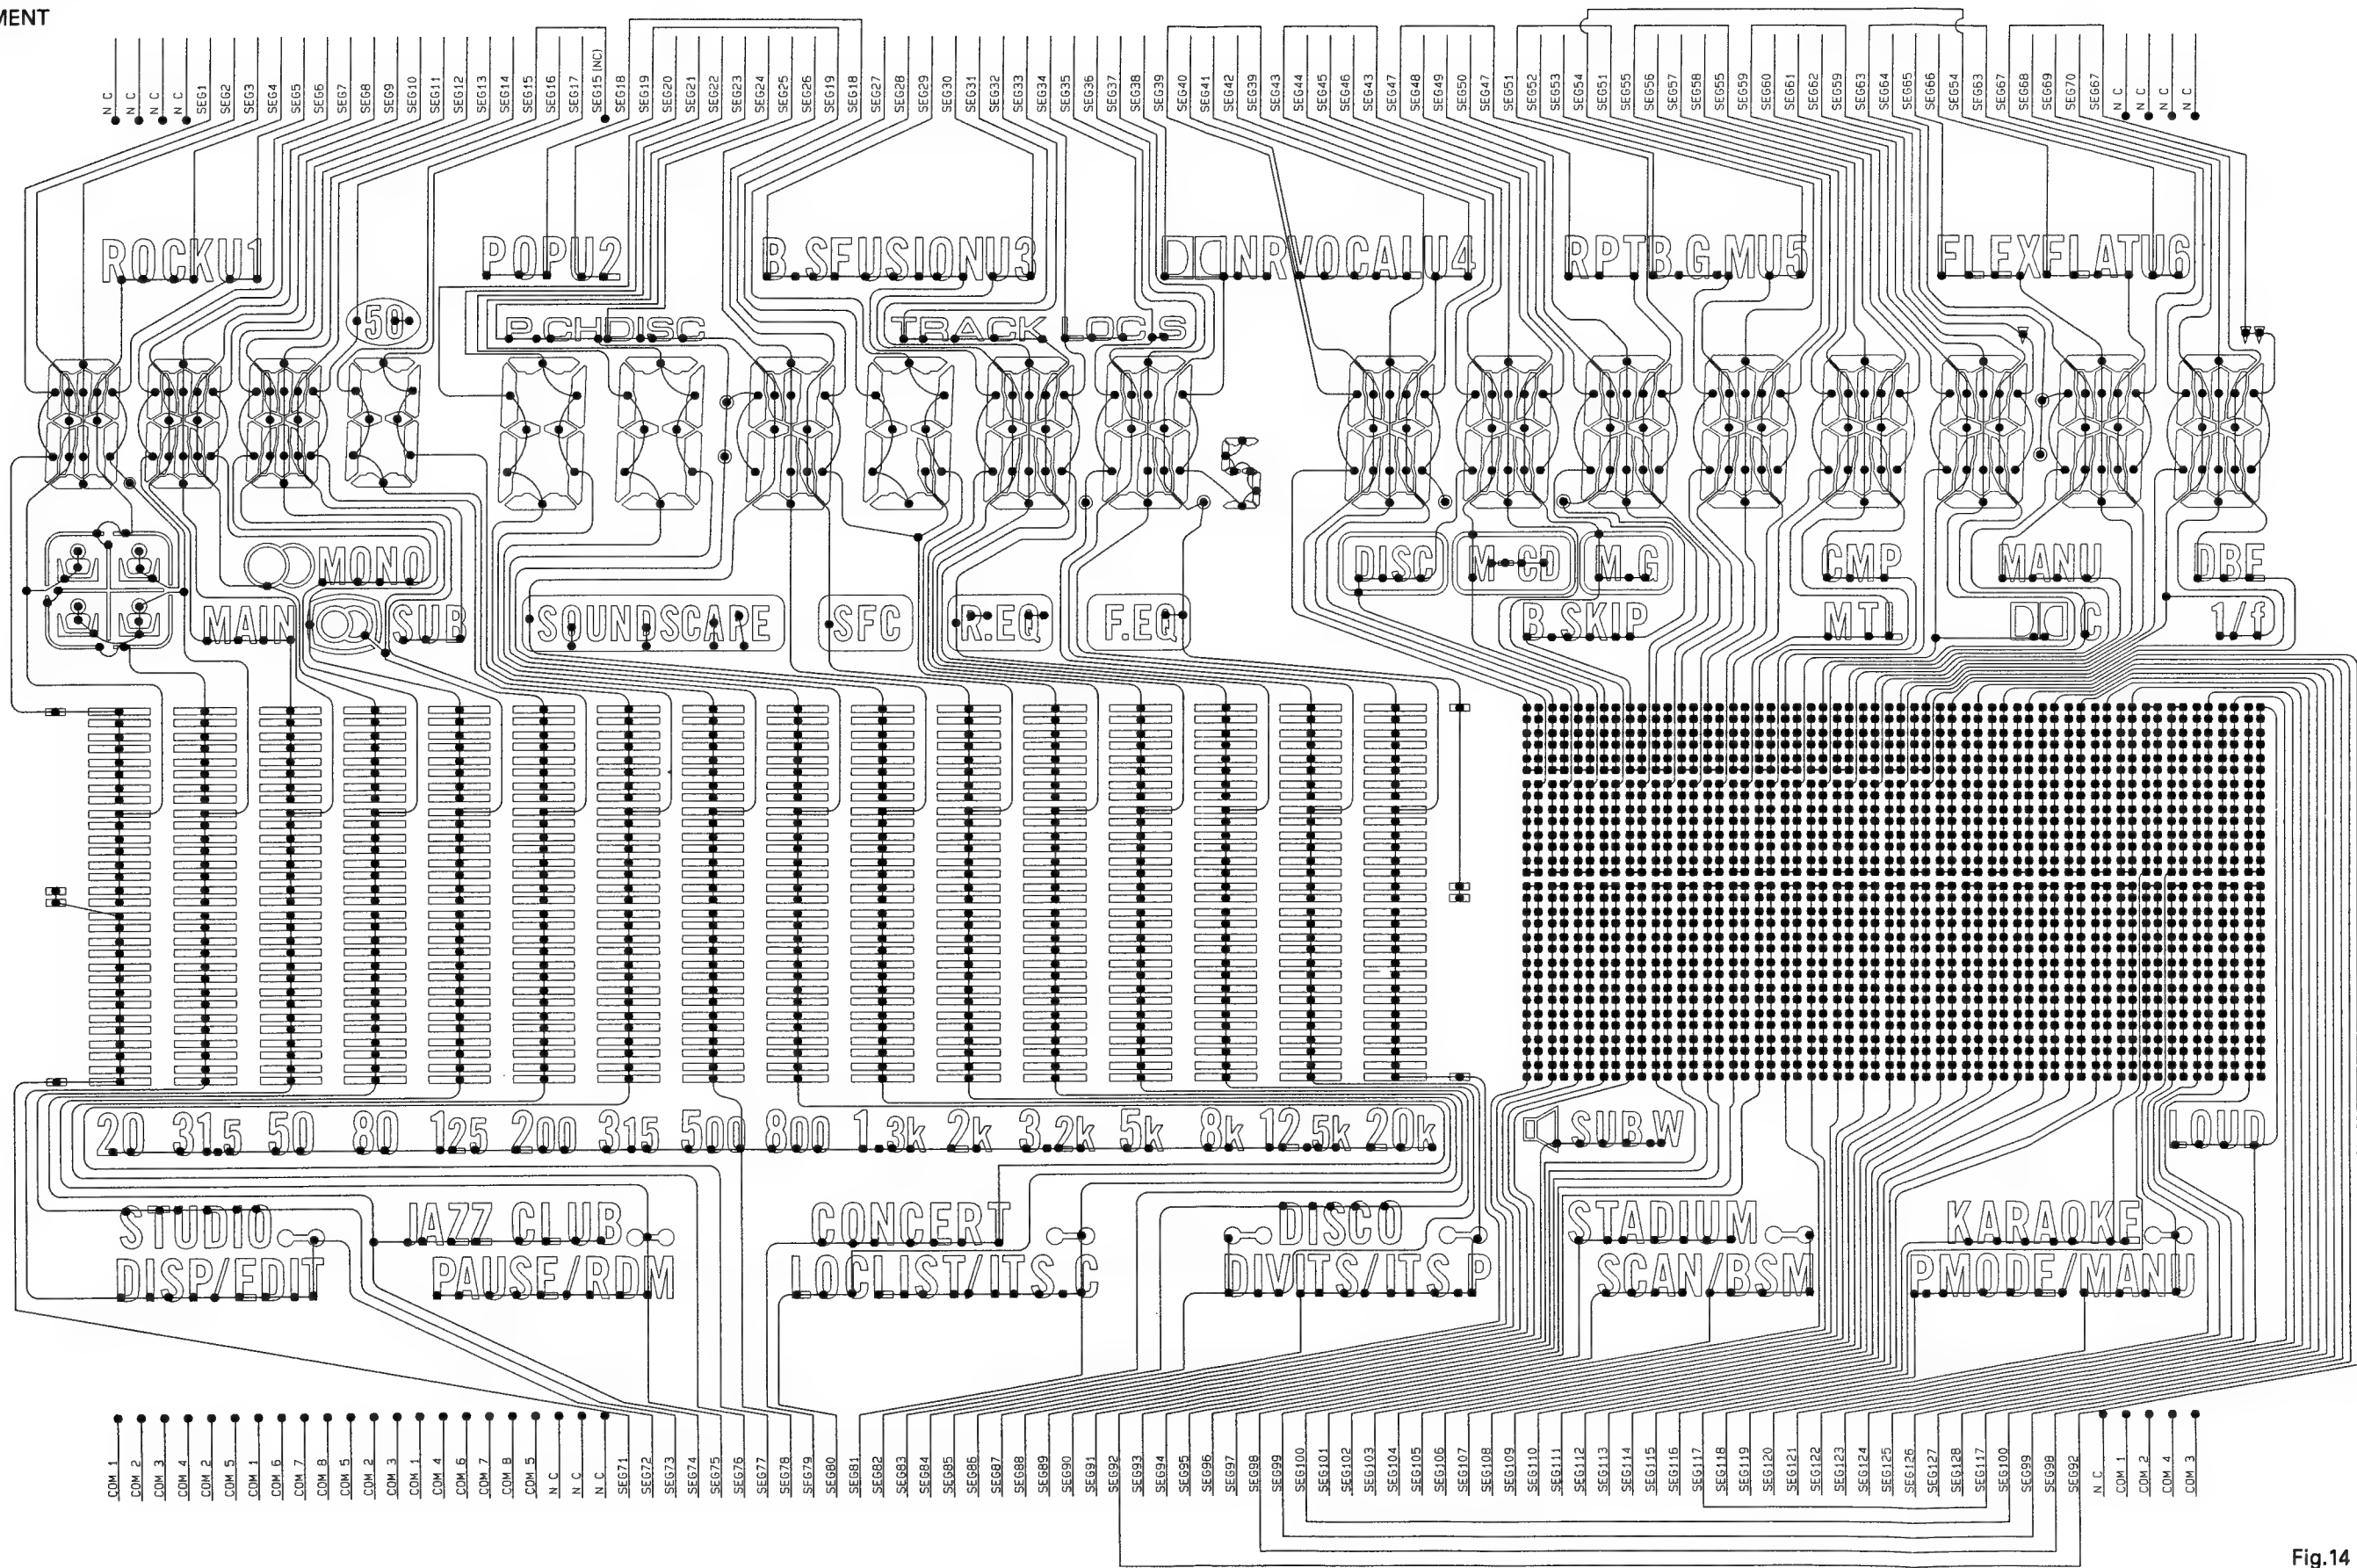 MENT
N C N C N C N C SEG1 SEG2 SEG3 SEG4 SEG5 SEG6 SEG7 SEG8 SEG9 SEG10 SEG11 SEG12 SEG13 SEG14 SEG15 SEG16 SEG17 SEG15 (NC) SEG18 SEG19 SEG20 SEG21 SEG22 SEG23 SEG24 SEG25 SEG26 SEG19 SEG18 SEG27 SEG28 SEG29 SEG30 SEG31 SEG32 SEG33 SEG34 SEG35 SEG36 SEG37 SEG38 SEG39 SEG40 SEG41 SEG42 SEG39 SEG43 SEG44 SEG45 SEG46 SEG43 SEG47 SEG48 SEG49 SEG50 SEG47 SEG51 SEG52 SEG53 SEG54 SEG51 SEG55 SEG56 SEG57 SEG58 SEG55 SEG59 SEG60 SEG61 SEG62 SEG59 SEG63 SEG64 SEG65 SEG66 SEG54 SEG63 SEG67 SEG68 SEG69 SEG70 SEG67 N C N C N C N C
ROCKU1 POPU2 B.SFUSIONU3 NRVOCALU4 RPTB.G.MU5 FLEXFLATU6
50 P.CHDISC TRACK LOC S
5
MONO DISC M-CD M.G CMP MANU DBE
MAIN SUB SOUNDSCAPE SFC R.EQ F.EQ B.SKIP MTL C 1/f
20 31.5 50 80 125 200 315 500 800 1.3k 2k 3.2k 5k 8k 12.5k 20k SUB.W LOUD
STUDIO JAZZ CLUB CONCERT DISCO STADIUM KARAOKE
DISP/EDIT PAUSE/RDM LOCLIST/ITS.C DIVITS/ITS.P SCAN/BSM PMODE/MANU
COM 1 COM 2 COM 3 COM 4 COM 2 COM 5 COM 1 COM 6 COM 7 COM 8 COM 5 COM 2 COM 3 COM 1 COM 4 COM 6 COM 7 COM 8 COM 5 N C N C N C SEG71 SEG72 SEG73 SEG74 SEG75 SEG76 SEG77 SEG78 SEG79 SEG80 SEG81 SEG82 SEG83 SEG84 SEG85 SEG86 SEG87 SEG88 SEG89 SEG90 SEG91 SEG92 SEG93 SEG94 SEG95 SEG96 SEG97 SEG98 SEG99 SEG100 SEG101 SEG102 SEG103 SEG104 SEG105 SEG106 SEG107 SEG108 SEG109 SEG110 SEG111 SEG112 SEG113 SEG114 SEG115 SEG116 SEG117 SEG118 SEG119 SEG120 SEG121 SEG122 SEG123 SEG124 SEG125 SEG126 SEG127 SEG128 SEG117 SEG100 SEG99 SEG98 SEG92 N C COM 1 COM 2 COM 4 COM 3
Fig.14